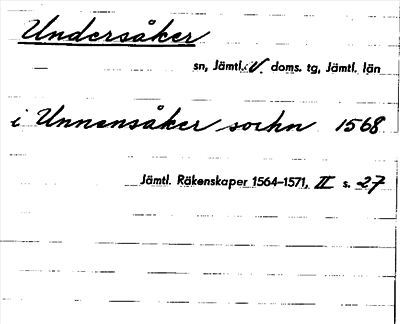 Undersåker
sn, Jämtl. V. doms. tg, Jämtl. län
i Unnensåker sochn 1568
Jämtl. Räkenskaper 1564–1571, II s. 27